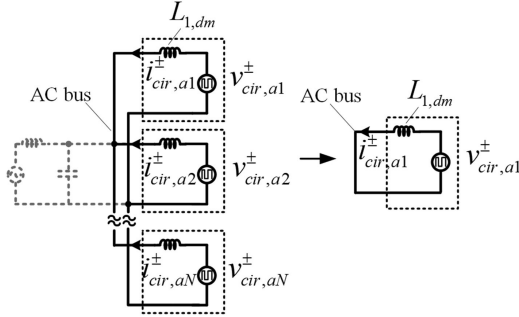 L₁,dm
i±cir,a1
v±cir,a1
AC bus
i±cir,a2
v±cir,a2
i±cir,aN
v±cir,aN
AC bus
L₁,dm
i±cir,a1
v±cir,a1